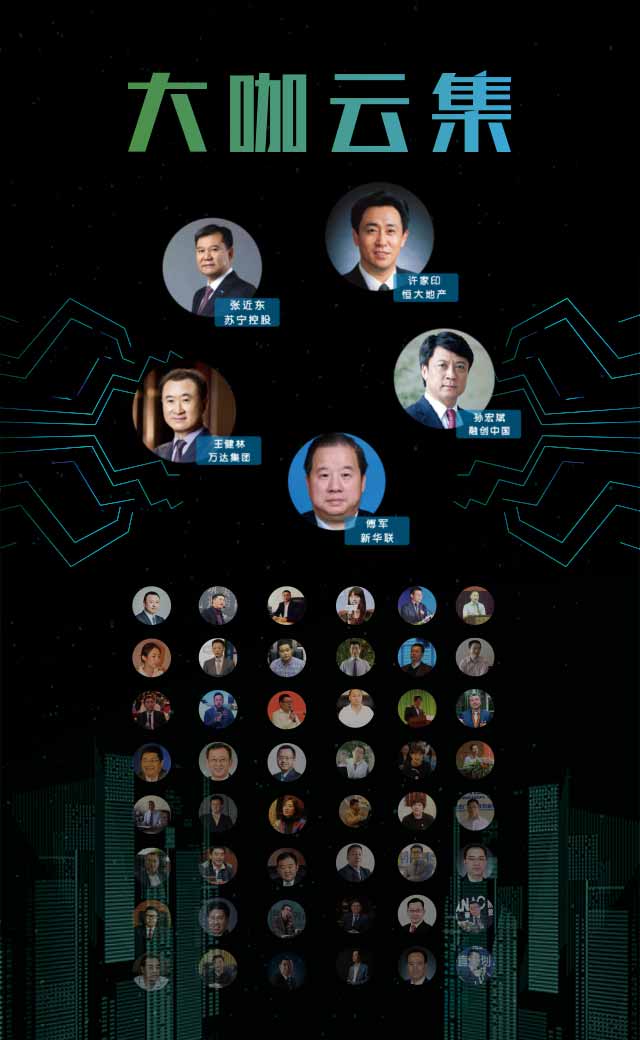 大咖云集
许家印
恒大地产
张近东
苏宁控股
孙宏斌
融创中国
王健林
万达集团
傅军
新华联